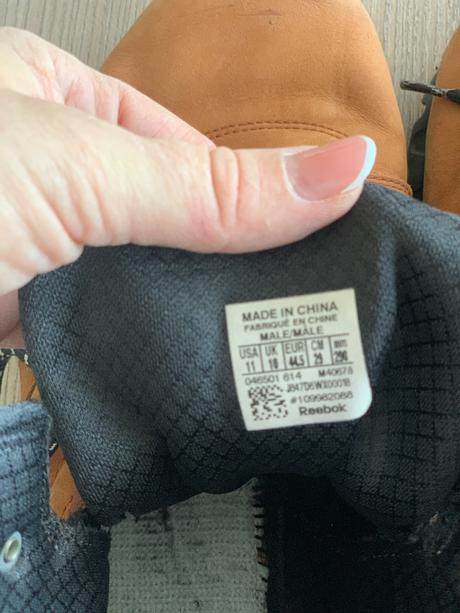 MADE IN CHINA
FABRIQUÉ EN CHINE
MALE/MÂLE
USA UK EUR CM mm
11 10 44,5 29 290
046501 614 M40678
J847D6WX0001B
#109982088
Reebok